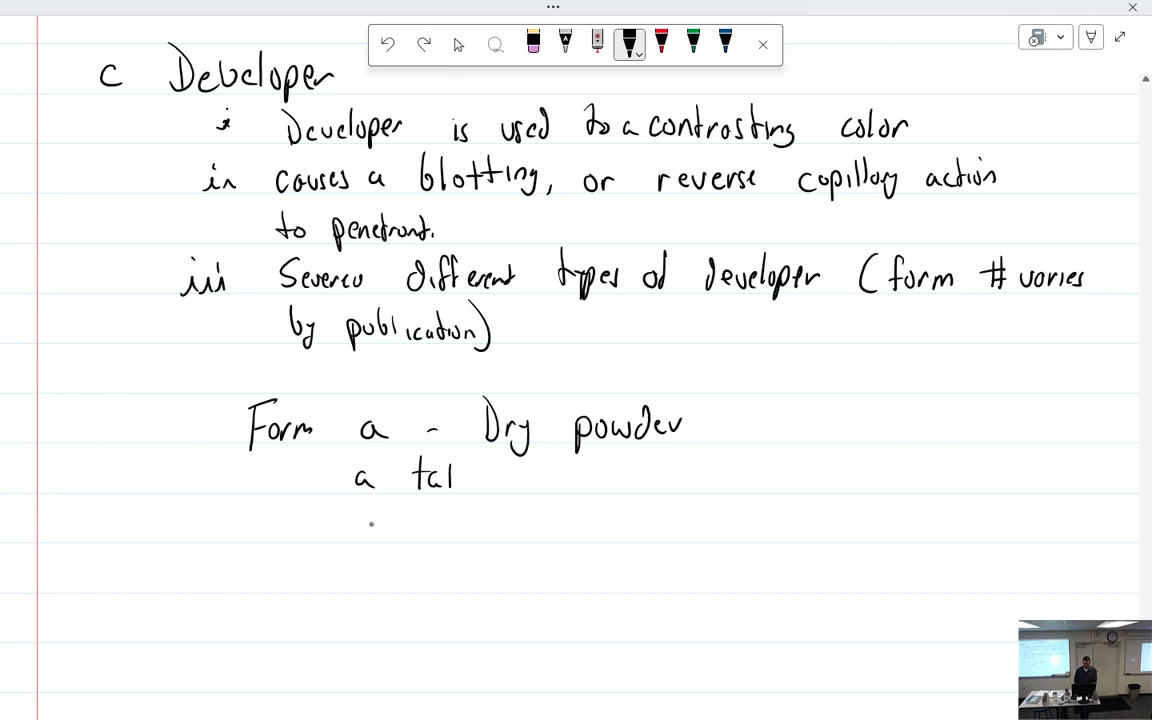 c Developer
i Developer is used to a contrasting color
ii causes a blotting, or reverse capillary action
to penetrant.
iii different types of developer (form # varies
by publication)
Form a - Dry powder
a tal